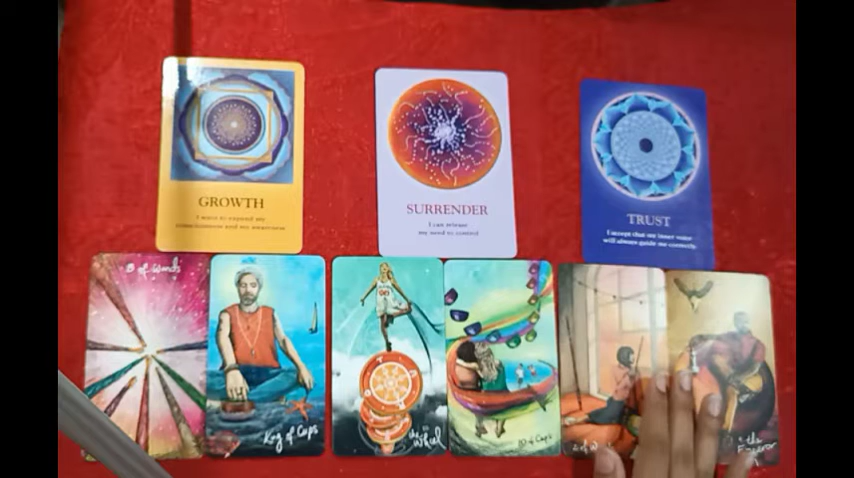 GROWTH
I want to expand my
consciousness and my awareness
SURRENDER
I can release
my need to control
TRUST
I accept that my inner voice
will always guide me correctly.
8 of Wands
King of Cups
the Wheel
10 of Cups
2 of
the
Emperor